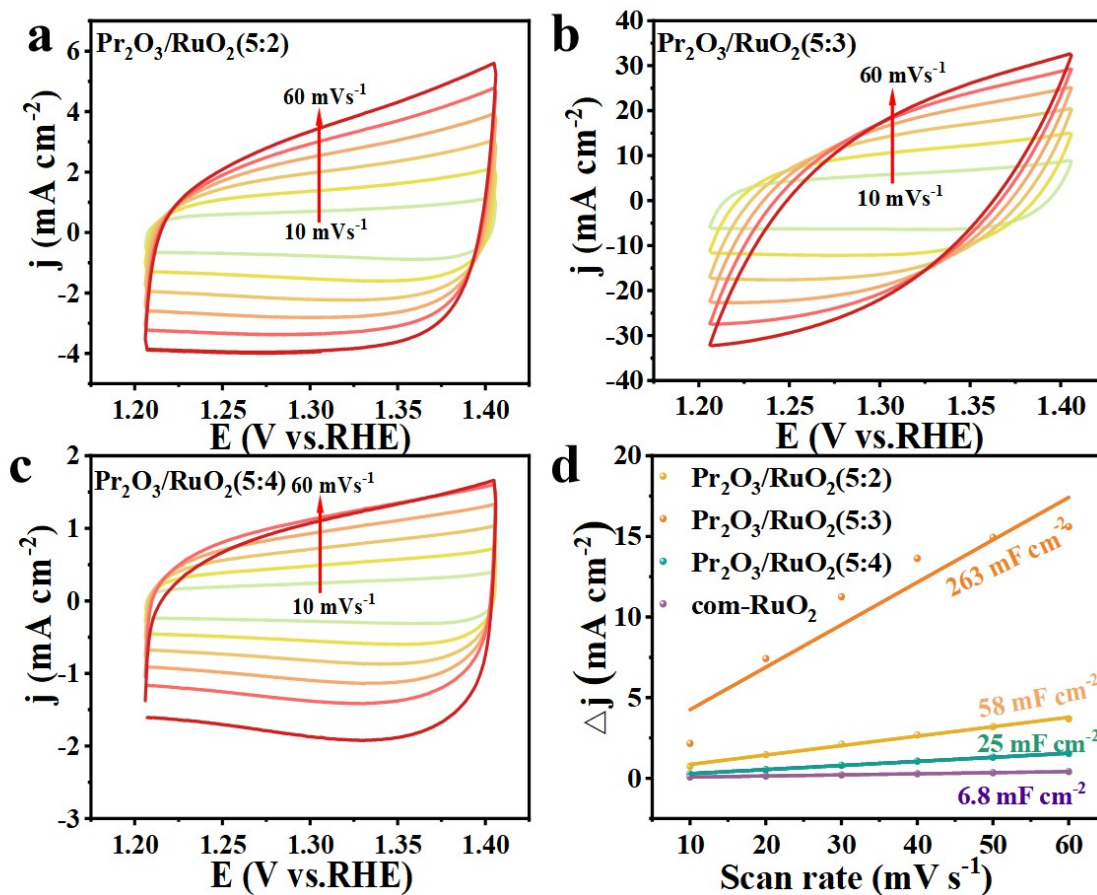 a
Pr₂O₃/RuO₂(5:2)
60 mVs⁻¹
10 mVs⁻¹
6
4
2
0
-2
-4
j (mA cm⁻²)
1.20 1.25 1.30 1.35 1.40
E (V vs.RHE)
b
Pr₂O₃/RuO₂(5:3)
60 mVs⁻¹
10 mVs⁻¹
40
30
20
10
0
-10
-20
-30
-40
j (mA cm⁻²)
1.20 1.25 1.30 1.35 1.40
E (V vs.RHE)
c
Pr₂O₃/RuO₂(5:4)
60 mVs⁻¹
10 mVs⁻¹
2
1
0
-1
-2
-3
j (mA cm⁻²)
1.20 1.25 1.30 1.35 1.40
E (V vs.RHE)
d
Pr₂O₃/RuO₂(5:2)
Pr₂O₃/RuO₂(5:3)
Pr₂O₃/RuO₂(5:4)
com-RuO₂
263 mF cm⁻²
58 mF cm⁻²
25 mF cm⁻²
6.8 mF cm⁻²
20
15
10
5
0
△j (mA cm⁻²)
10 20 30 40 50 60
Scan rate (mV s⁻¹)